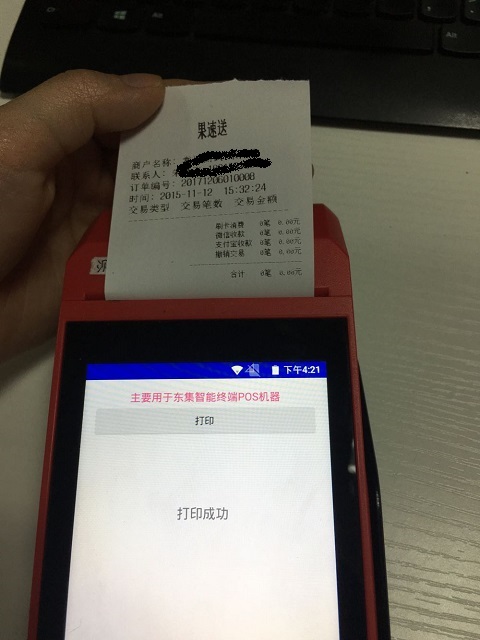 果速送
商户名称:
联系人:
订单编号: 20171206010008
时间: 2015-11-12 15:32:24
交易类型 交易笔数 交易金额
刷卡消费 0笔 0.00元
微信收款 0笔 0.00元
支付宝收款 0笔 0.00元
撤销交易 0笔 0.00元
合计 0笔 0.00元
下午4:21
主要用于东集智能终端POS机器
打印
打印成功
Alt
Ctrl